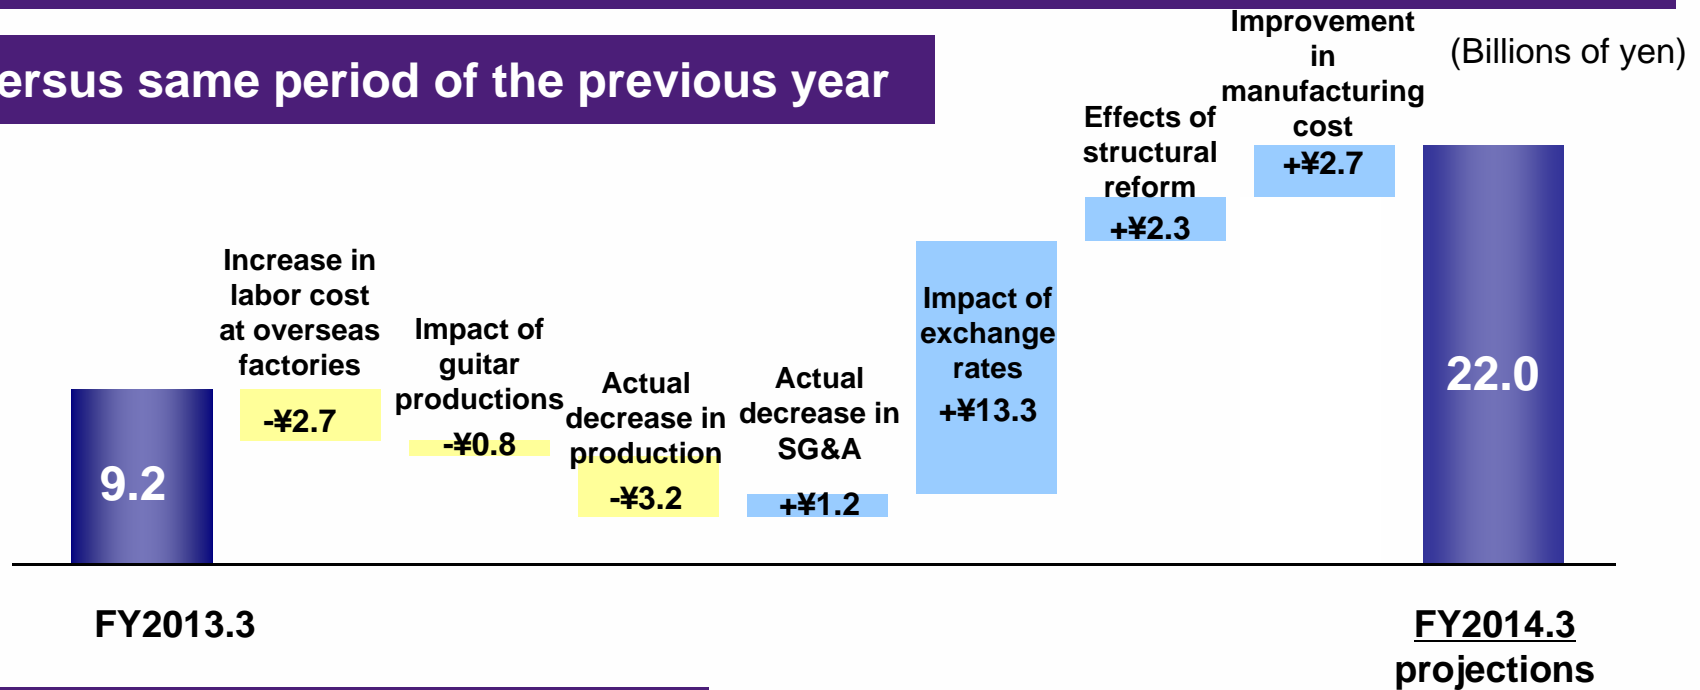 ersus same period of the previous year
(Billions of yen)
Improvement
in
manufacturing
cost
+¥2.7
Effects of
structural
reform
+¥2.3
Increase in
labor cost
at overseas
factories
-¥2.7
Impact of
guitar
productions
-¥0.8
Actual
decrease in
production
-¥3.2
Actual
decrease in
SG&A
+¥1.2
Impact of
exchange
rates
+¥13.3
9.2
22.0
FY2013.3
FY2014.3
projections